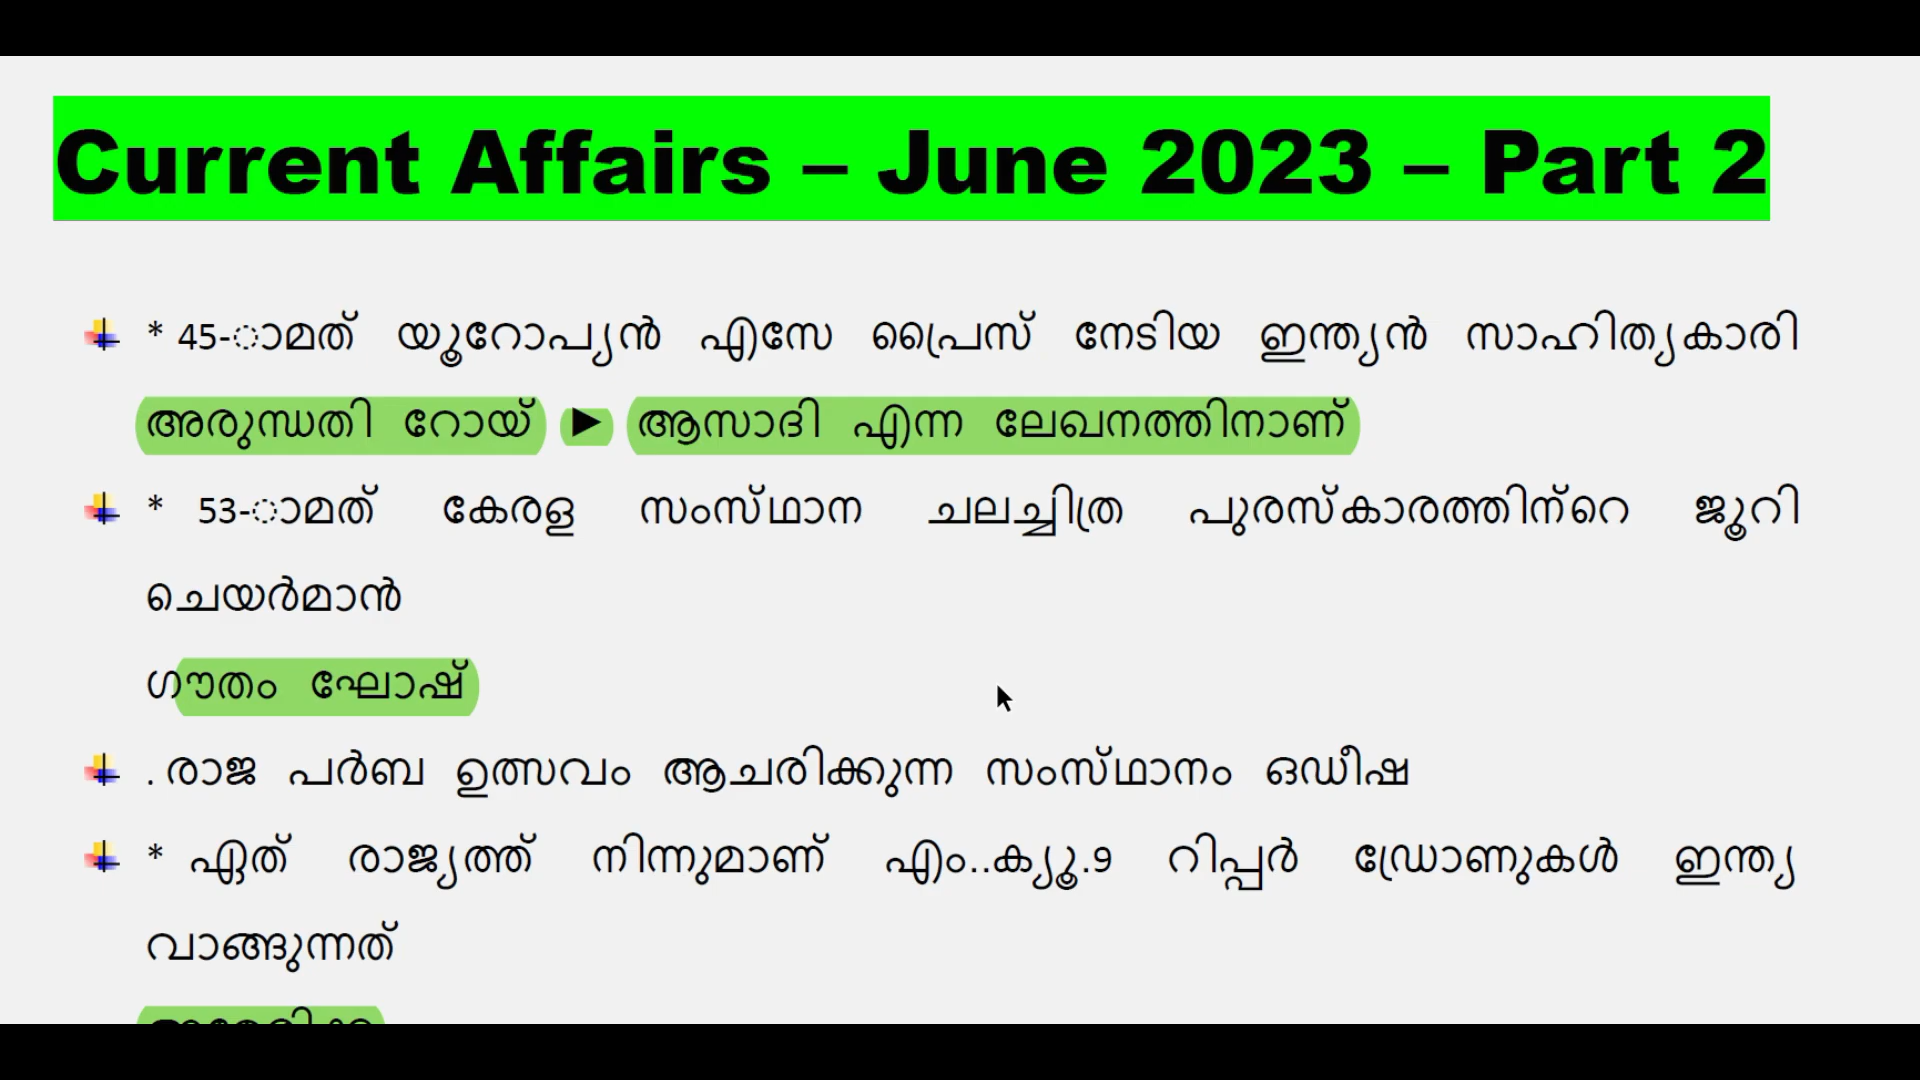 Current Affairs – June 2023 – Part 2
* 45-ാമത് യൂറോപ്യൻ എസേ പ്രൈസ് നേടിയ ഇന്ത്യൻ സാഹിത്യകാരി
അരുന്ധതി റോയ് ► ആസാദി എന്ന ലേഖനത്തിനാണ്
* 53-ാമത് കേരള സംസ്ഥാന ചലച്ചിത്ര പുരസ്കാരത്തിന്റെ ജൂറി
ചെയർമാൻ
ഗൗതം ഘോഷ്
. രാജ പർബ ഉത്സവം ആചരിക്കുന്ന സംസ്ഥാനം ഒഡീഷ
* ഏത് രാജ്യത്ത് നിന്നുമാണ് എം..ക്യൂ.9 റിപ്പർ ഡ്രോണുകൾ ഇന്ത്യ
വാങ്ങുന്നത്